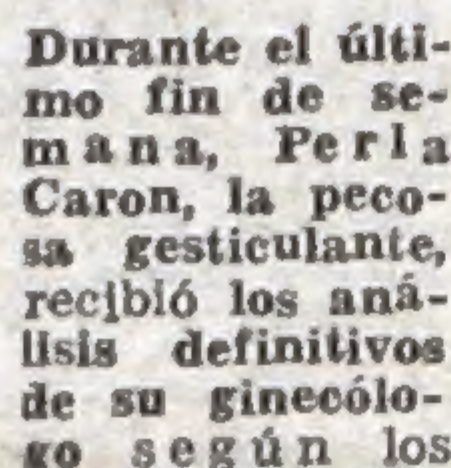 Durante el últi-
mo fin de se-
mana, Perla
Caron, la peco-
sa gesticulante,
recibió los aná-
lisis definitivos
de su ginecólo-
go según los